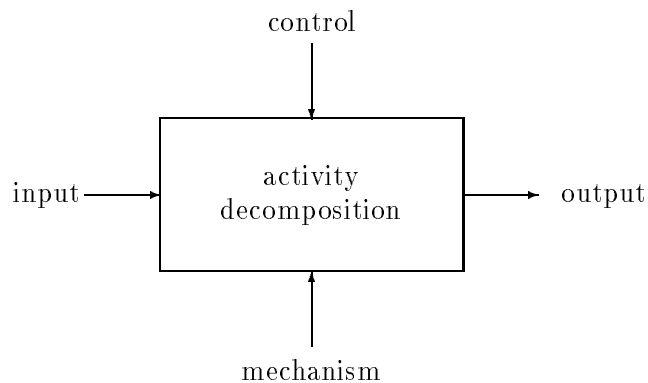 control
input
activity
decomposition
output
mechanism